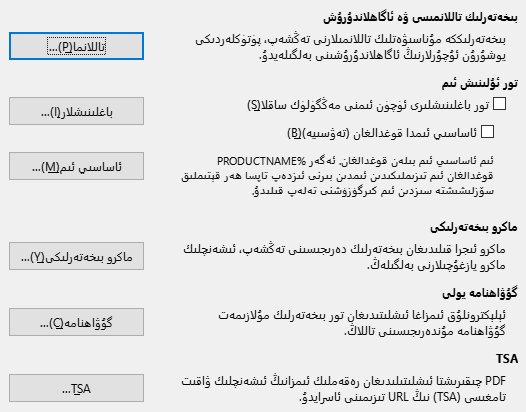 بىخەتەرلىك تاللانمىسى ۋە ئاگاھلاندۇرۇش
بىخەتەرلىككە مۇناسىۋەتلىك تاللانمىلارنى تەڭشەپ، پۈتۈكلەردىكى
يوشۇرۇن ئۇچۇرلارنىڭ ئاگاھلاندۇرۇشىنى بەلگىلەيدۇ.
تاللانما(P)...
تور ئۇلىنىش ئىم
تور باغلىنىشلىرى ئۈچۈن ئىمنى مەڭگۈلۈك ساقلا(S)
باغلىنىشلار(I)...
ئاساسىي ئىمدا قوغدالغان (تەۋسىيە)(B)
ئىم ئاساسىي ئىم بىلەن قوغدالغان. ئەگەر %PRODUCTNAME
قوغدالغان ئىم تىزىملىكىدىن ئىمدىن بىرنى ئىزدەپ تاپسا ھەر قېتىملىق
سۆزلىشىشتە سىزدىن ئىم كىرگۈزۈشنى تەلەپ قىلىدۇ.
ئاساسىي ئىم(M)...
ماكرو بىخەتەرلىكى
ماكرو ئىجرا قىلىدىغان بىخەتەرلىك دەرىجىسىنى تەڭشەپ، ئىشەنچلىك
ماكرو يازغۇچىلارنى بەلگىلەڭ.
ماكرو بىخەتەرلىكى(Y)...
گۇۋاھنامە يولى
ئېلېكترونلۇق ئىمزاغا ئىشلىتىدىغان تور بىخەتەرلىك مۇلازىمەت
گۇۋاھنامە مۇندەرىجىسىنى تاللاڭ.
گۇۋاھنامە(C)...
TSA
PDF چىقىرىشتا ئىشلىتىلىدىغان رەقەملىك ئىمزانىڭ ئىشەنچلىك ۋاقىت
تامغىسى (TSA) نىڭ URL تىزىمىنى ئاسرايدۇ.
TSA...